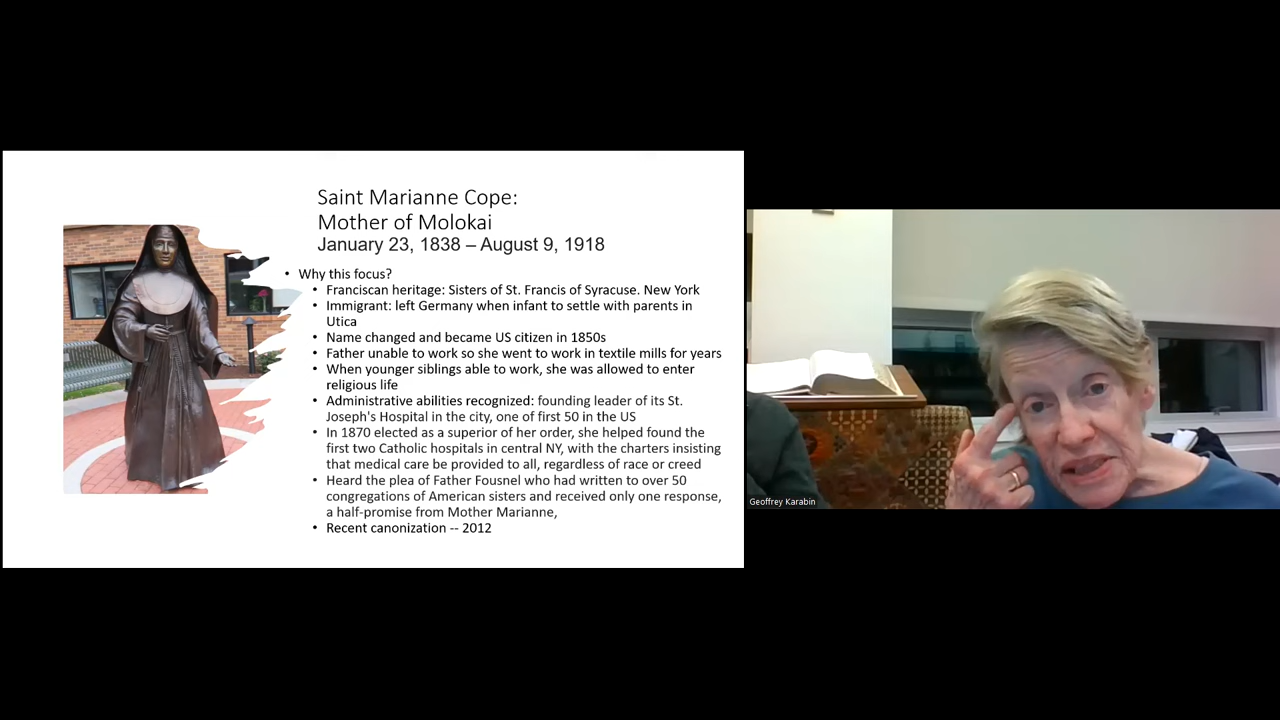 Saint Marianne Cope:
Mother of Molokai
January 23, 1838 – August 9, 1918
• Why this focus?
• Franciscan heritage: Sisters of St. Francis of Syracuse. New York
• Immigrant: left Germany when infant to settle with parents in
Utica
• Name changed and became US citizen in 1850s
• Father unable to work so she went to work in textile mills for years
• When younger siblings able to work, she was allowed to enter
religious life
• Administrative abilities recognized: founding leader of its St.
Joseph's Hospital in the city, one of first 50 in the US
• In 1870 elected as a superior of her order, she helped found the
first two Catholic hospitals in central NY, with the charters insisting
that medical care be provided to all, regardless of race or creed
• Heard the plea of Father Fousnel who had written to over 50
congregations of American sisters and received only one response,
a half-promise from Mother Marianne,
• Recent canonization -- 2012
Geoffrey Karabin